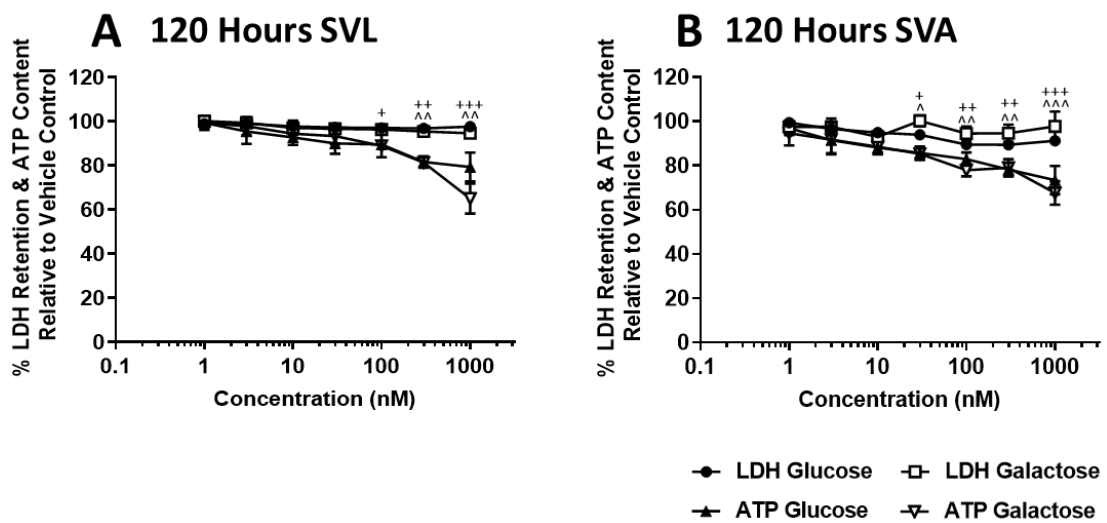 A 120 Hours SVL
% LDH Retention & ATP Content
Relative to Vehicle Control
120
100
80
60
40
20
0
+
++
^^
+++
^^
0.1 1 10 100 1000
Concentration (nM)
B 120 Hours SVA
% LDH Retention & ATP Content
Relative to Vehicle Control
120
100
80
60
40
20
0
+
^
++
^^
++
^^
+++
^^^
0.1 1 10 100 1000
Concentration (nM)
LDH Glucose LDH Galactose
ATP Glucose ATP Galactose